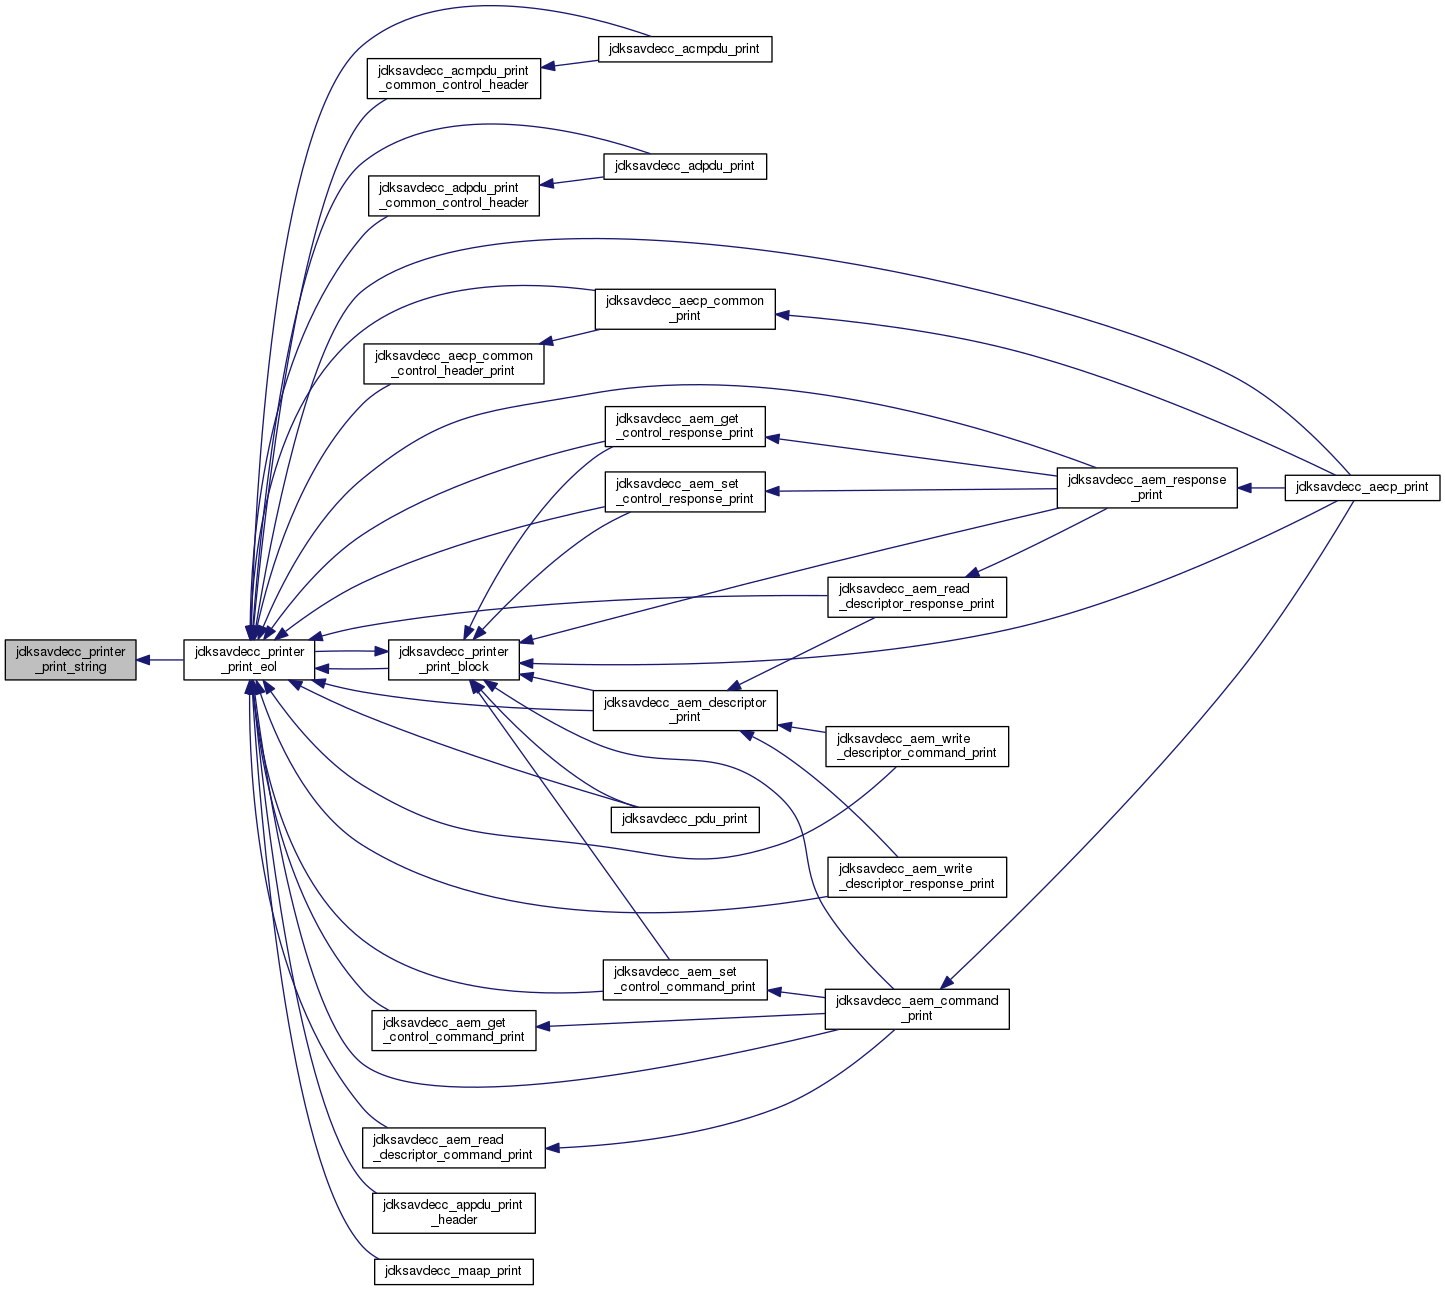 jdksavdecc_acmpdu_print
jdksavdecc_acmpdu_print
_common_control_header
jdksavdecc_adpdu_print
jdksavdecc_adpdu_print
_common_control_header
jdksavdecc_aecp_common
_print
jdksavdecc_aecp_common
_control_header_print
jdksavdecc_aem_get
_control_response_print
jdksavdecc_aem_set
_control_response_print
jdksavdecc_aem_response
_print
jdksavdecc_aecp_print
jdksavdecc_aem_read
_descriptor_response_print
jdksavdecc_printer
_print_string
jdksavdecc_printer
_print_eol
jdksavdecc_printer
_print_block
jdksavdecc_aem_descriptor
_print
jdksavdecc_aem_write
_descriptor_command_print
jdksavdecc_pdu_print
jdksavdecc_aem_write
_descriptor_response_print
jdksavdecc_aem_set
_control_command_print
jdksavdecc_aem_command
_print
jdksavdecc_aem_get
_control_command_print
jdksavdecc_aem_read
_descriptor_command_print
jdksavdecc_appdu_print
_header
jdksavdecc_maap_print